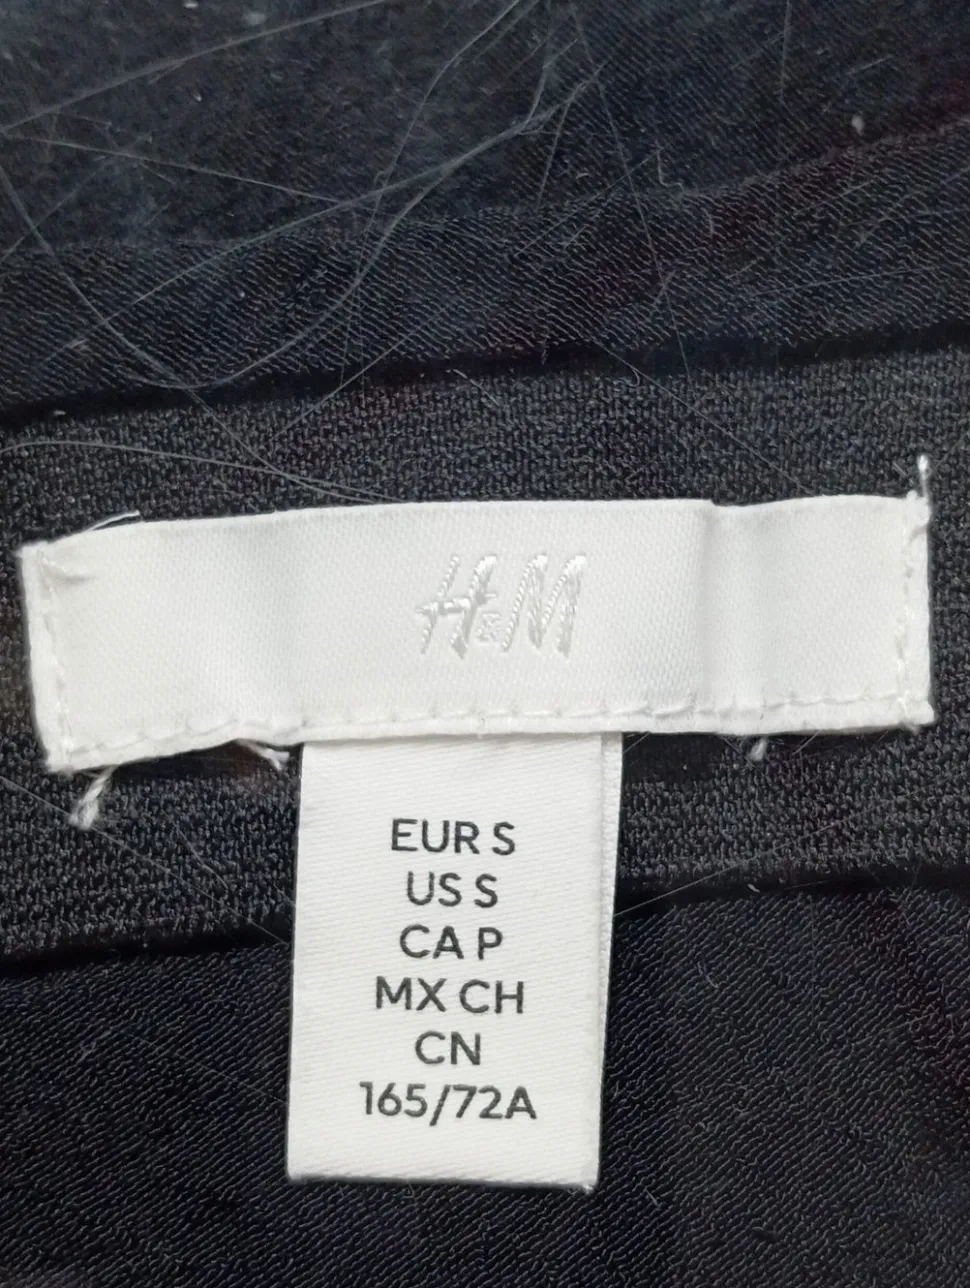 H&M
EUR S
US S
CA P
MX CH
CN
165/72A